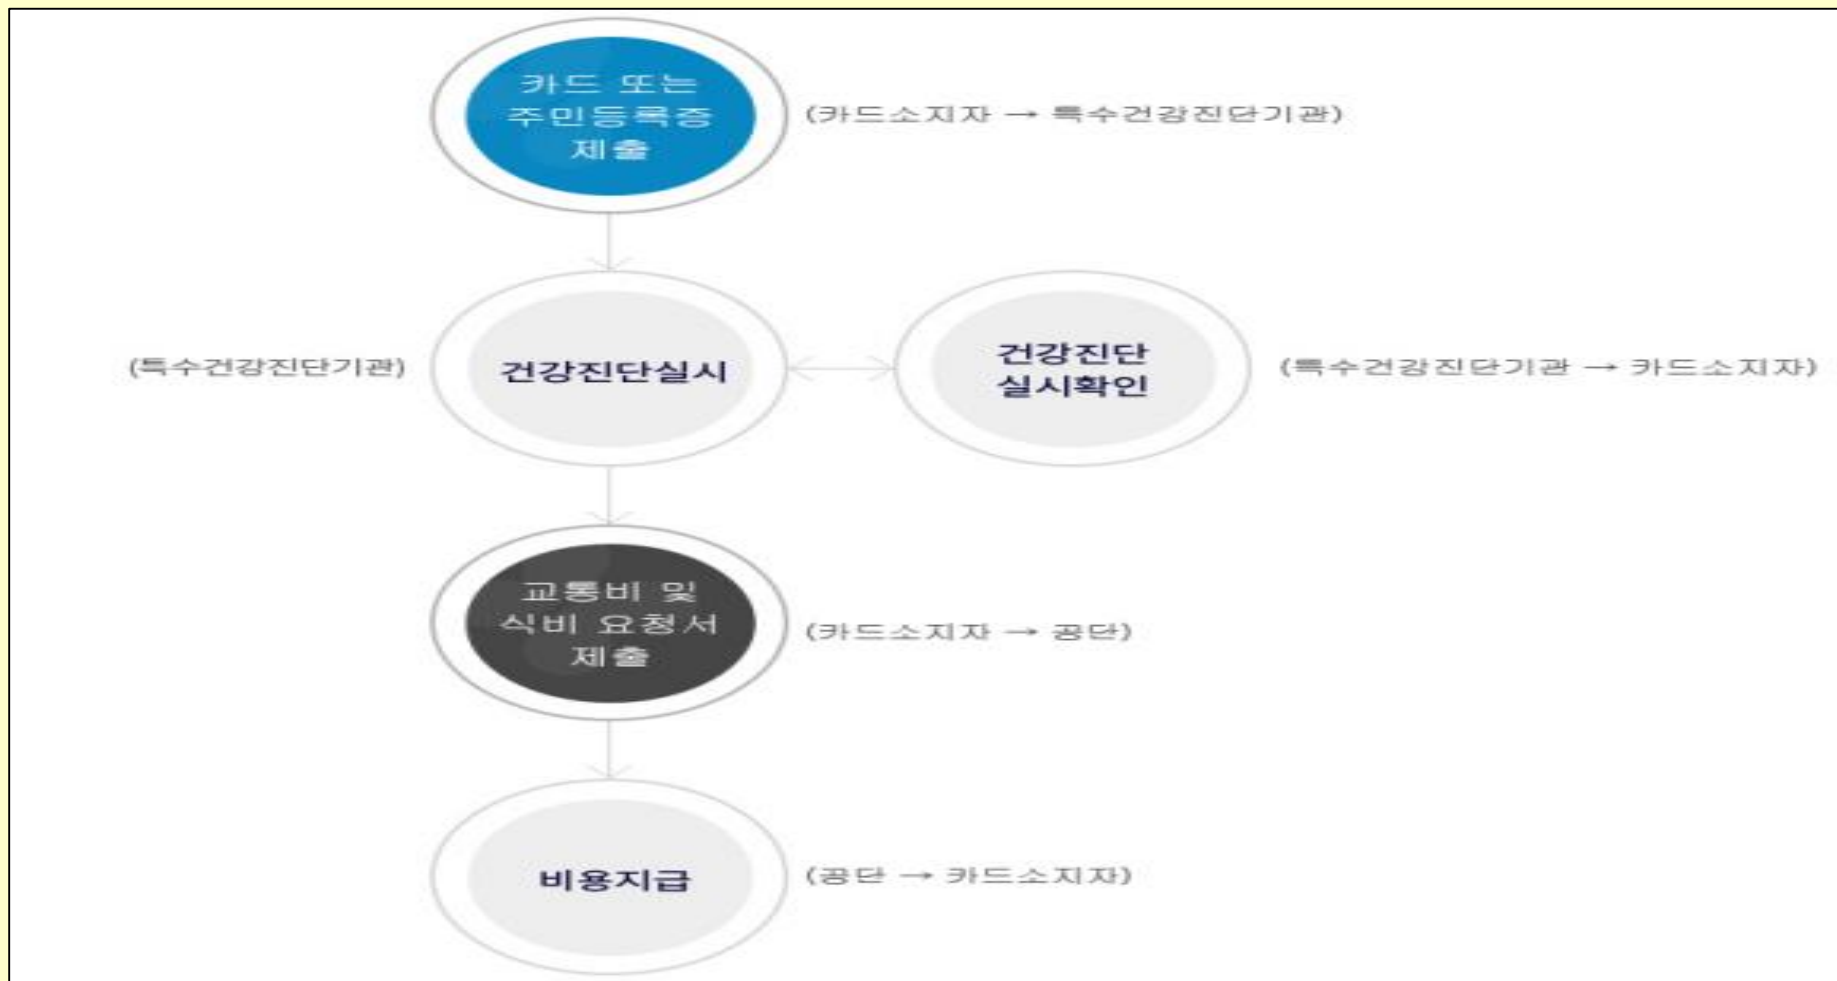 카드 또는
주민등록증
제출
(카드소지자 → 특수건강진단기관)
(특수건강진단기관)
건강진단실시
건강진단
실시확인
(특수건강진단기관 → 카드소지자)
교통비 및
식비 요청서
제출
(카드소지자 → 공단)
비용지급
(공단 → 카드소지자)